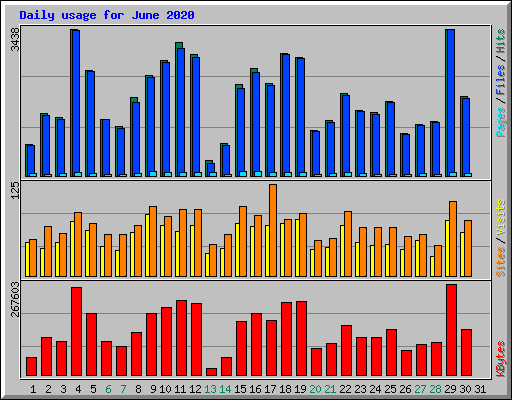 Daily usage for June 2020
3438
Pages / Files / Hits
125
Sites / Visits
267603
KBytes
1 2 3 4 5 6 7 8 9 10 11 12 13 14 15 16 17 18 19 20 21 22 23 24 25 26 27 28 29 30 31